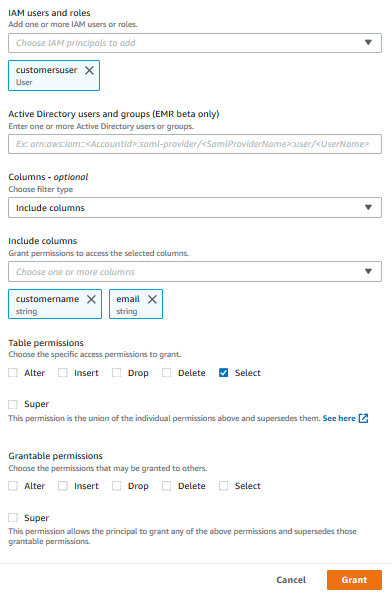 IAM users and roles
Add one or more IAM users or roles.
Choose IAM principals to add
customersuser
User
Active Directory users and groups (EMR beta only)
Enter one or more Active Directory users or groups.
Ex: arn:aws:iam::<AccountId>:saml-provider/<SamlProviderName>:user/<UserName>
Columns - optional
Choose filter type
Include columns
Include columns
Grant permissions to access the selected columns.
Choose one or more columns
customername email
string string
Table permissions
Choose the specific access permissions to grant.
Alter Insert Drop Delete Select
Super
This permission is the union of the individual permissions above and supersedes them. See here
Grantable permissions
Choose the permissions that may be granted to others.
Alter Insert Drop Delete Select
Super
This permission allows the principal to grant any of the above permissions and supersedes those
grantable permissions.
Cancel Grant